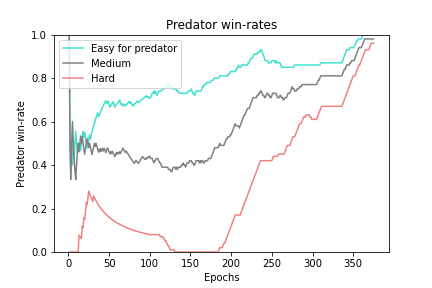 Predator win-rates
Predator win-rate
1.0
0.8
0.6
0.4
0.2
0.0
Easy for predator
Medium
Hard
0
50
100
150
200
250
300
350
Epochs